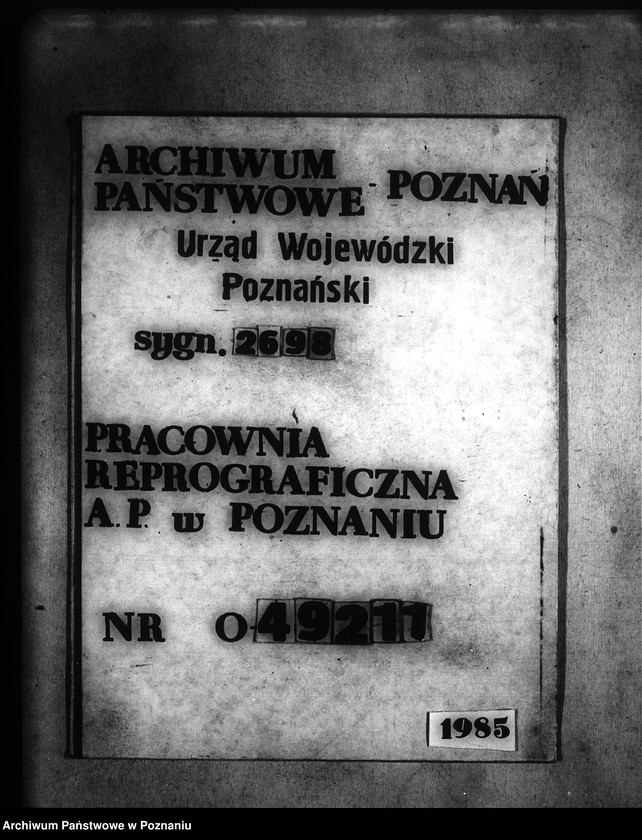 ARCHIWUM
PAŃSTWOWE - POZNAŃ
Urząd Wojewódzki
Poznański
sygn. 2698
PRACOWNIA
REPROGRAFICZNA
A.P. w POZNANIU
NR O-49211
1985
Archiwum Państwowe w Poznaniu